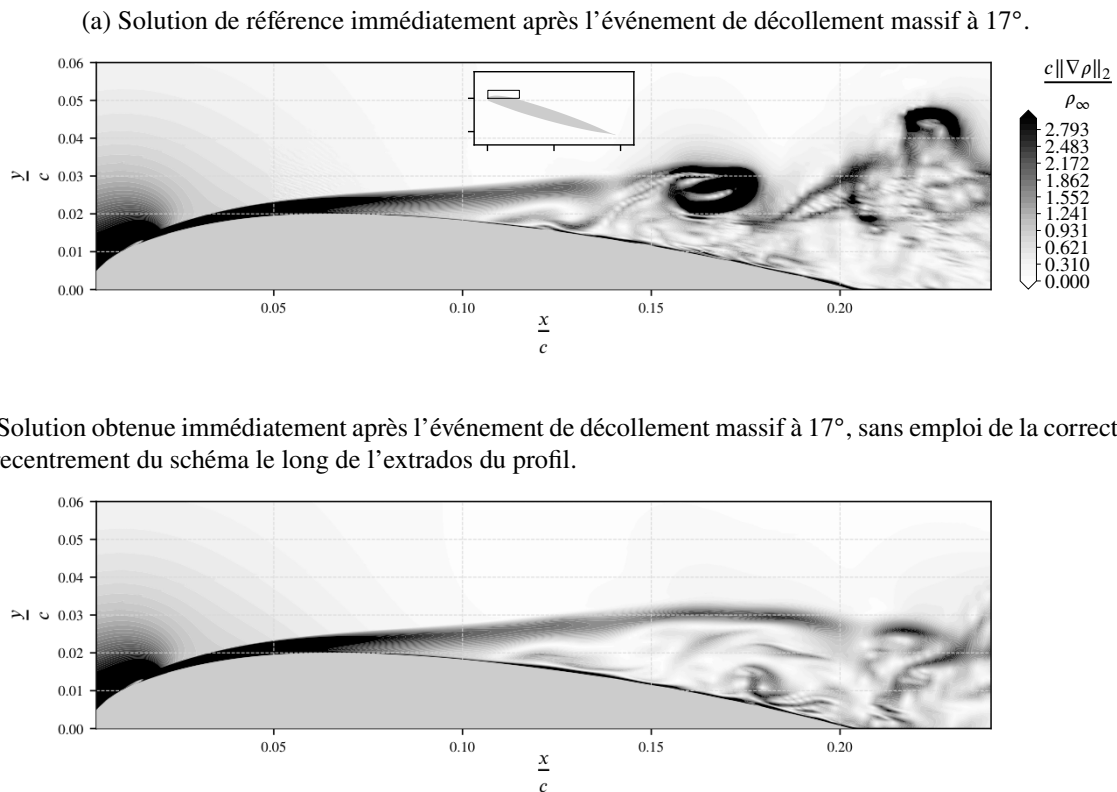 (a) Solution de référence immédiatement après l'événement de décollement massif à 17°.
0.06
0.05
0.04
0.03
0.02
0.01
0.00
y
c
0.05
0.10
0.15
0.20
x
c
c‖∇ρ‖2
ρ∞
2.793
2.483
2.172
1.862
1.552
1.241
0.931
0.621
0.310
0.000
Solution obtenue immédiatement après l'événement de décollement massif à 17°, sans emploi de la correct
recentrement du schéma le long de l'extrados du profil.
0.06
0.05
0.04
0.03
0.02
0.01
0.00
y
c
0.05
0.10
0.15
0.20
x
c